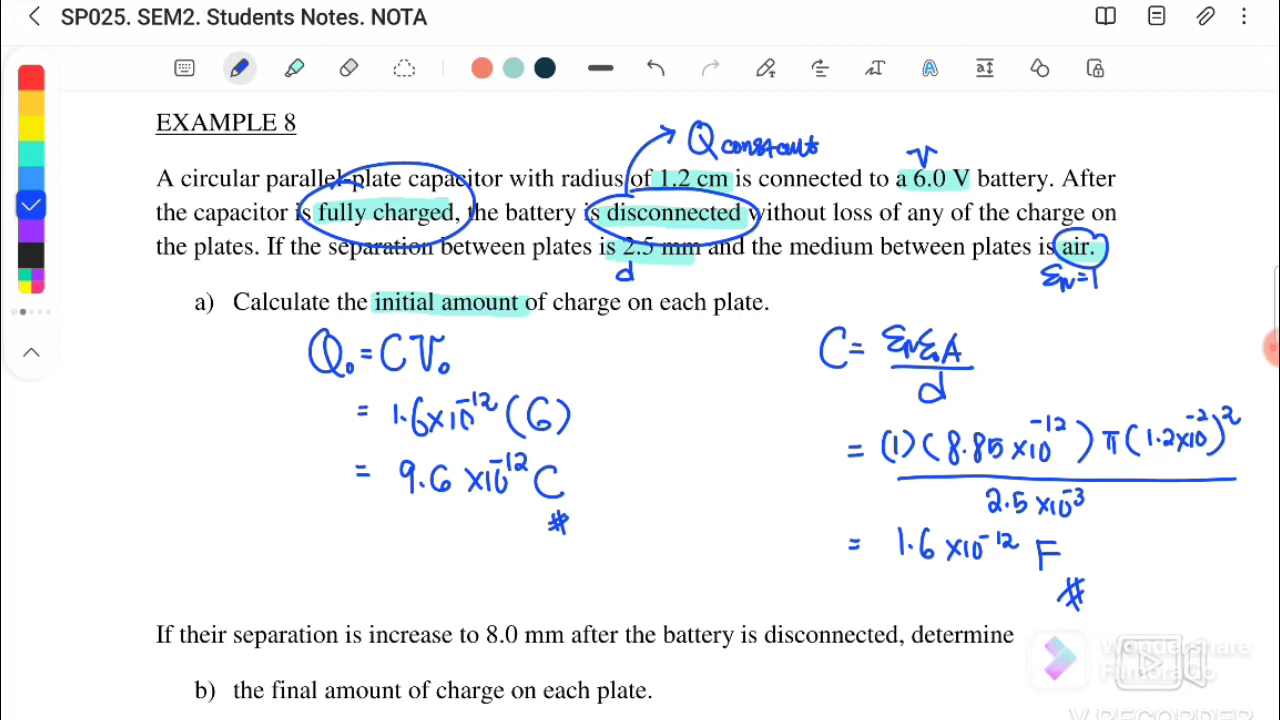 SP025. SEM2. Students Notes. NOTA
EXAMPLE 8
Q constant
V
A circular parallel-plate capacitor with radius of 1.2 cm is connected to a 6.0 V battery. After
the capacitor is fully charged, the battery is disconnected without loss of any of the charge on
the plates. If the separation between plates is 2.5 mm and the medium between plates is air.
d
εr=1
a) Calculate the initial amount of charge on each plate.
Q₀ = CV₀
= 1.6×10⁻¹² (6)
= 9.6 ×10⁻¹² C
#
C = εrε₀A
d
= (1)(8.85×10⁻¹²) π(1.2×10⁻²)²
2.5×10⁻³
= 1.6×10⁻¹² F
#
If their separation is increase to 8.0 mm after the battery is disconnected, determine
Wondershare
FilmoraGo
b) the final amount of charge on each plate.
V RECORDER